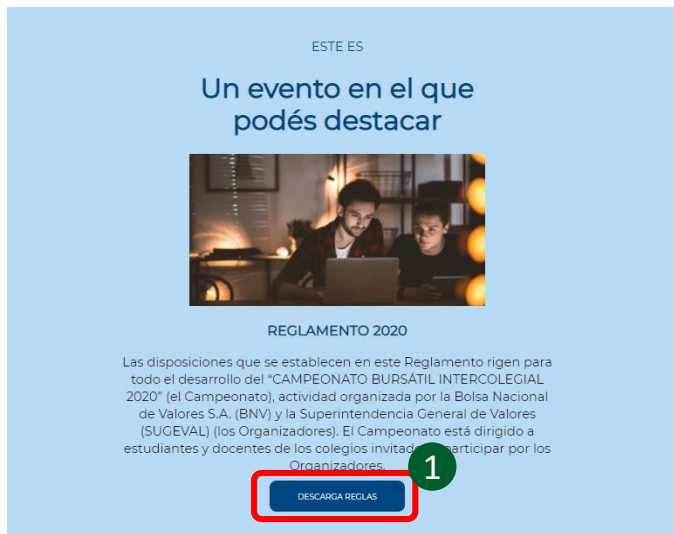 ESTE ES
Un evento en el que
podés destacar
REGLAMENTO 2020
Las disposiciones que se establecen en este Reglamento rigen para
todo el desarrollo del “CAMPEONATO BURSÁTIL INTERCOLEGIAL
2020” (el Campeonato), actividad organizada por la Bolsa Nacional
de Valores S.A. (BNV) y la Superintendencia General de Valores
(SUGEVAL) (los Organizadores). El Campeonato está dirigido a
estudiantes y docentes de los colegios participar por los
Organizadores.
1
DESCARGA REGLAS